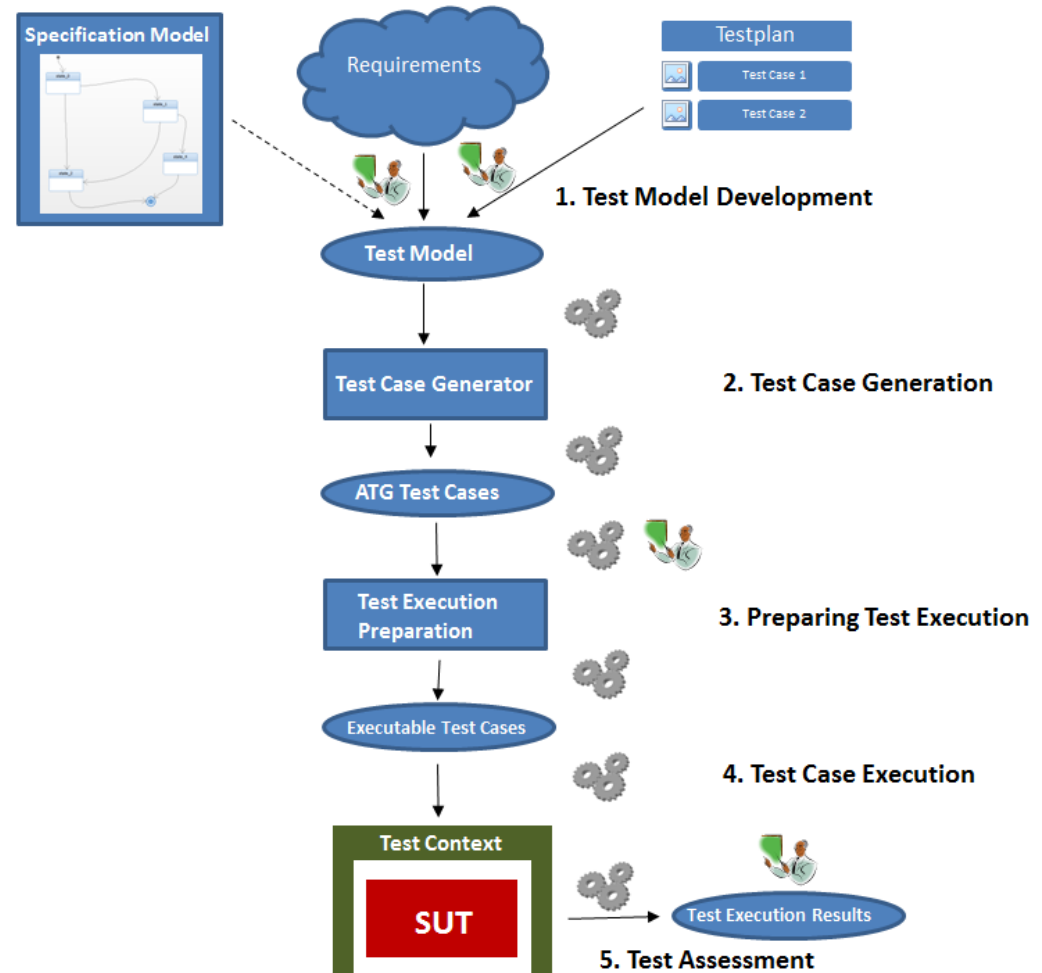 Specification Model
Requirements
Testplan
Test Case 1
Test Case 2
1. Test Model Development
Test Model
Test Case Generator
2. Test Case Generation
ATG Test Cases
Test Execution
Preparation
3. Preparing Test Execution
Executable Test Cases
4. Test Case Execution
Test Context
SUT
Test Execution Results
5. Test Assessment